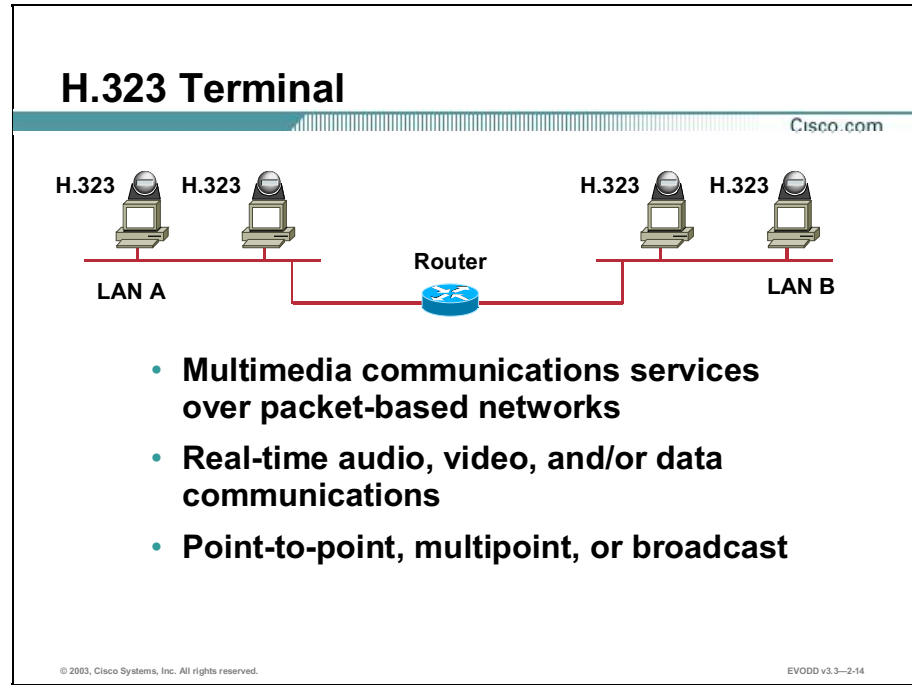 H.323 Terminal
Cisco.com
H.323 H.323 H.323 H.323
Router
LAN A LAN B
• Multimedia communications services
over packet-based networks
• Real-time audio, video, and/or data
communications
• Point-to-point, multipoint, or broadcast
© 2003, Cisco Systems, Inc. All rights reserved. EVODD v3.3—2-14